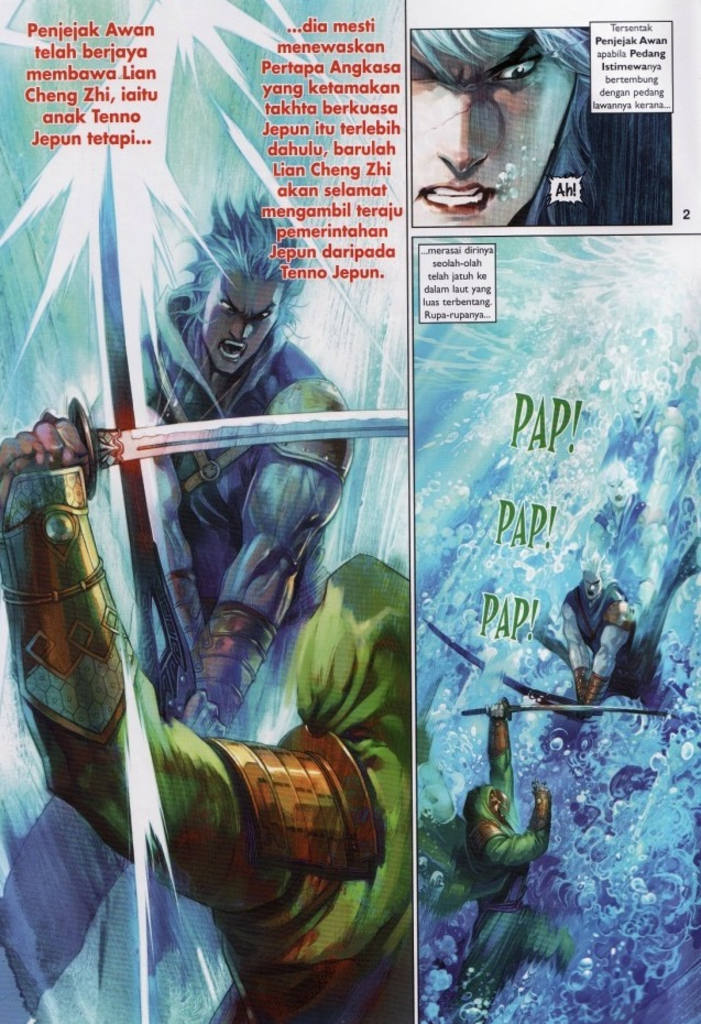 Penjejak Awan
telah berjaya
membawa Lian
Cheng Zhi, iaitu
anak Tenno
Jepun tetapi...
...dia mesti
menewaskan
Pertapa Angkasa
yang ketamakan
takhta berkuasa
Jepun itu terlebih
dahulu, barulah
Lian Cheng Zhi
akan selamat
mengambil teraju
pemerintahan
Jepun daripada
Tenno Jepun.
Tersentak
Penjejak Awan
apabila Pedang
Istimewanya
bertembung
dengan pedang
lawannya kerana...
Ah!
2
...merasai dirinya
seolah-olah
telah jatuh ke
dalam laut yang
luas terbentang.
Rupa-rupanya...
PAP!
PAP!
PAP!